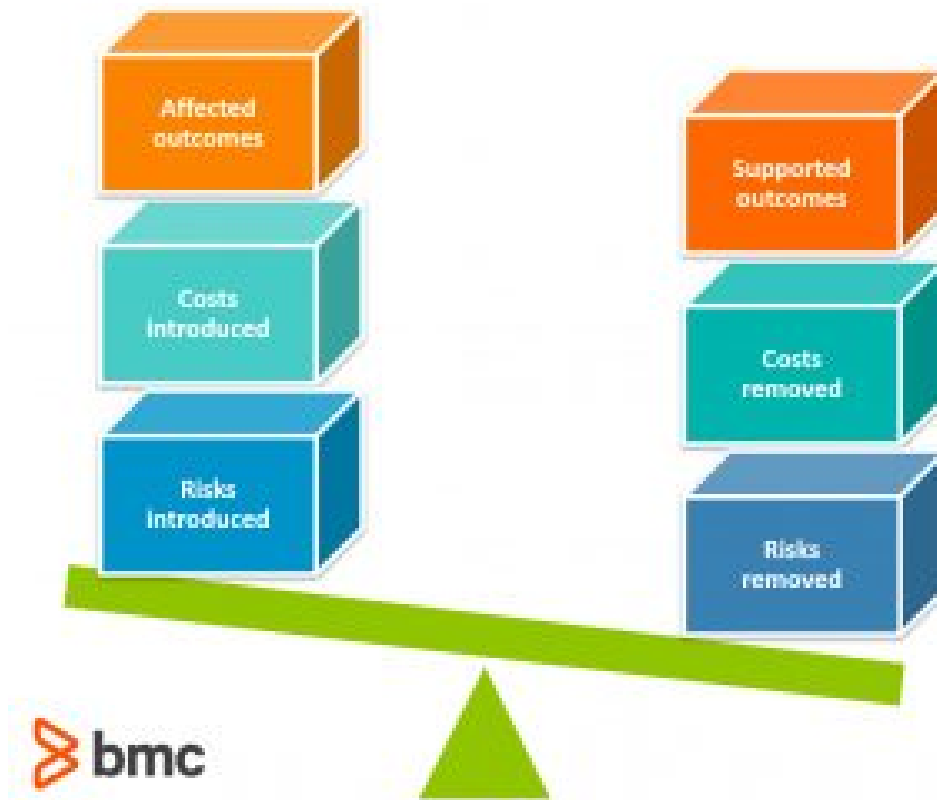 Affected
outcomes
Costs
introduced
Risks
introduced
Supported
outcomes
Costs
removed
Risks
removed
bmc